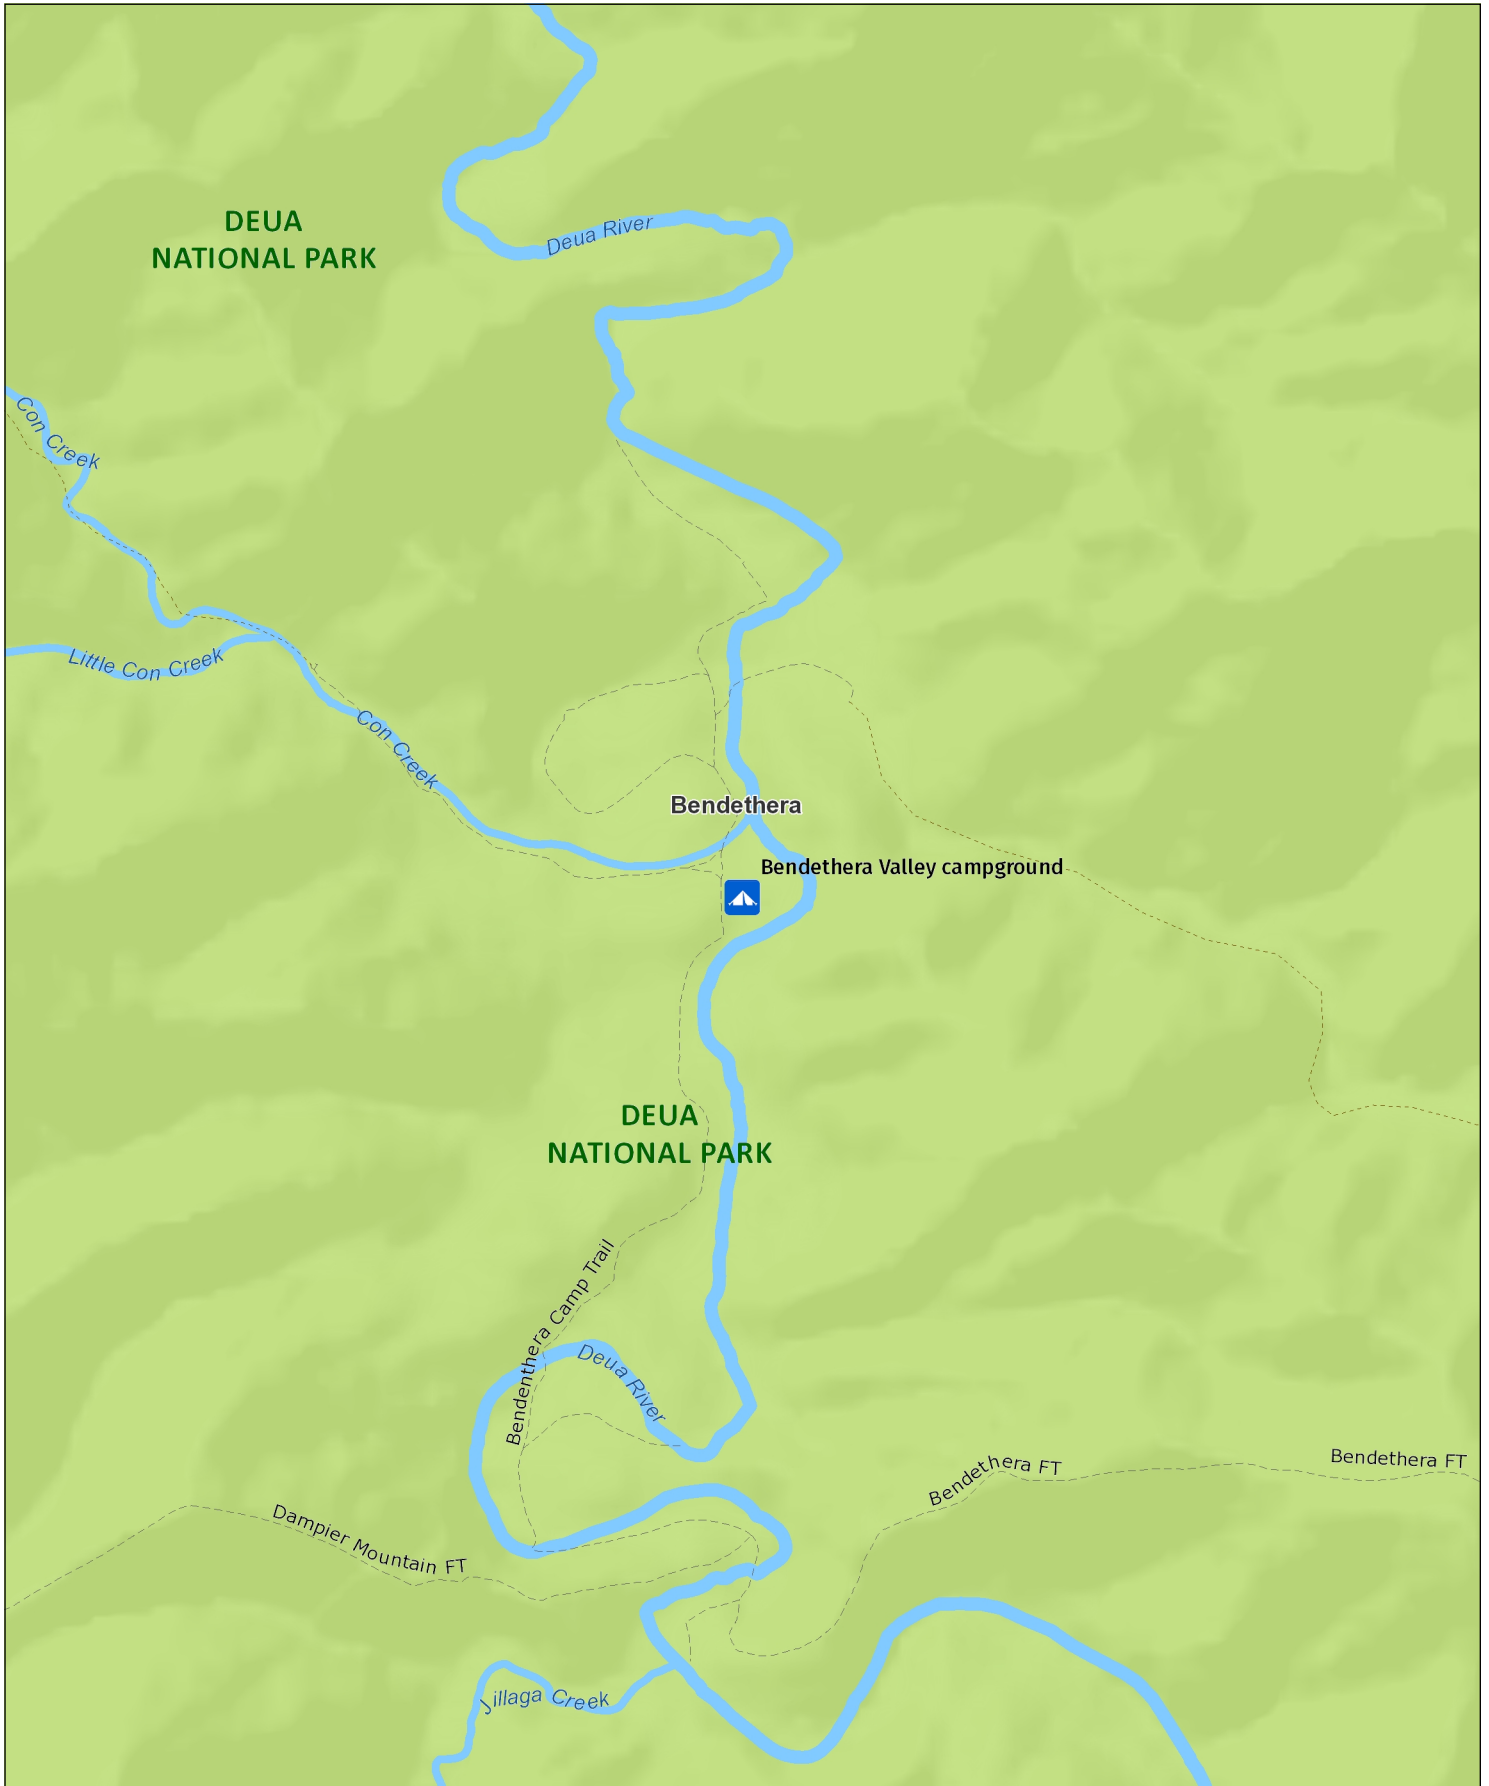 DEUA
NATIONAL PARK
Deua River
Con Creek
Little Con Creek
Con Creek
Bendethera
Bendethera Valley campground
DEUA
NATIONAL PARK
Bendenthera Camp Trail
Deua River
Bendethera FT
Bendethera FT
Dampier Mountain FT
Jillaga Creek